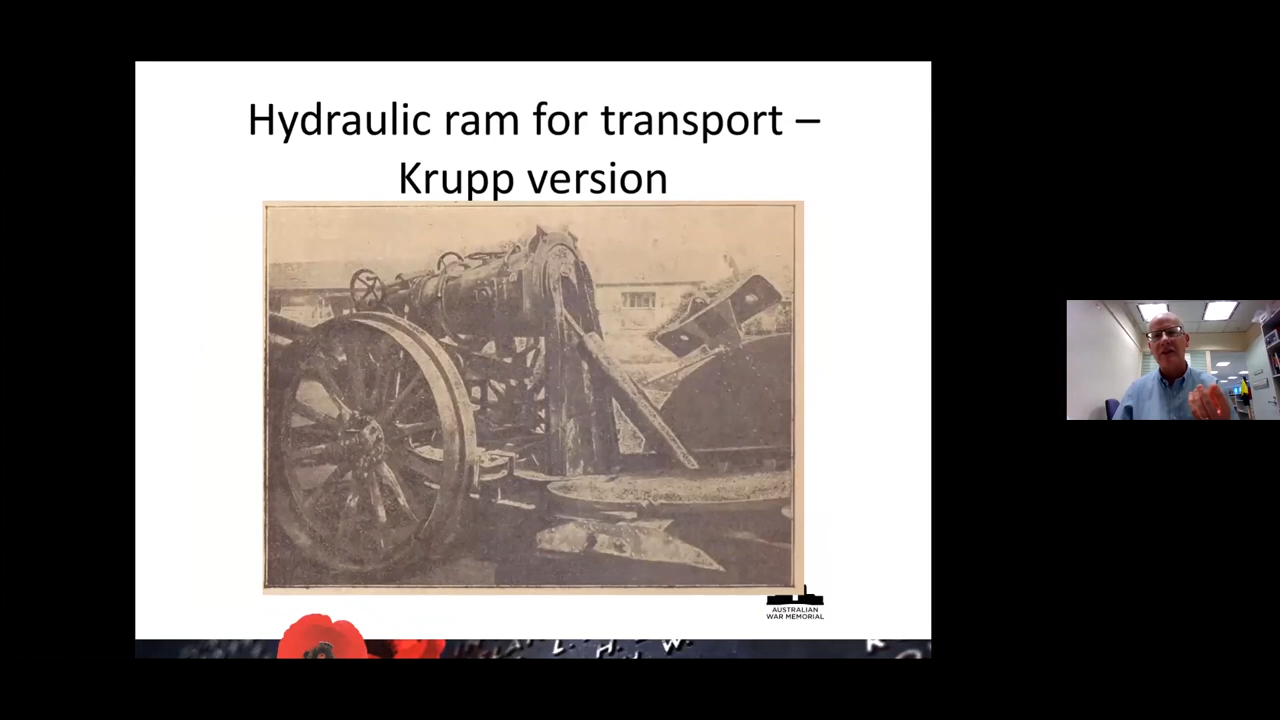 Hydraulic ram for transport –
Krupp version
AUSTRALIAN
WAR MEMORIAL
L. H. W.